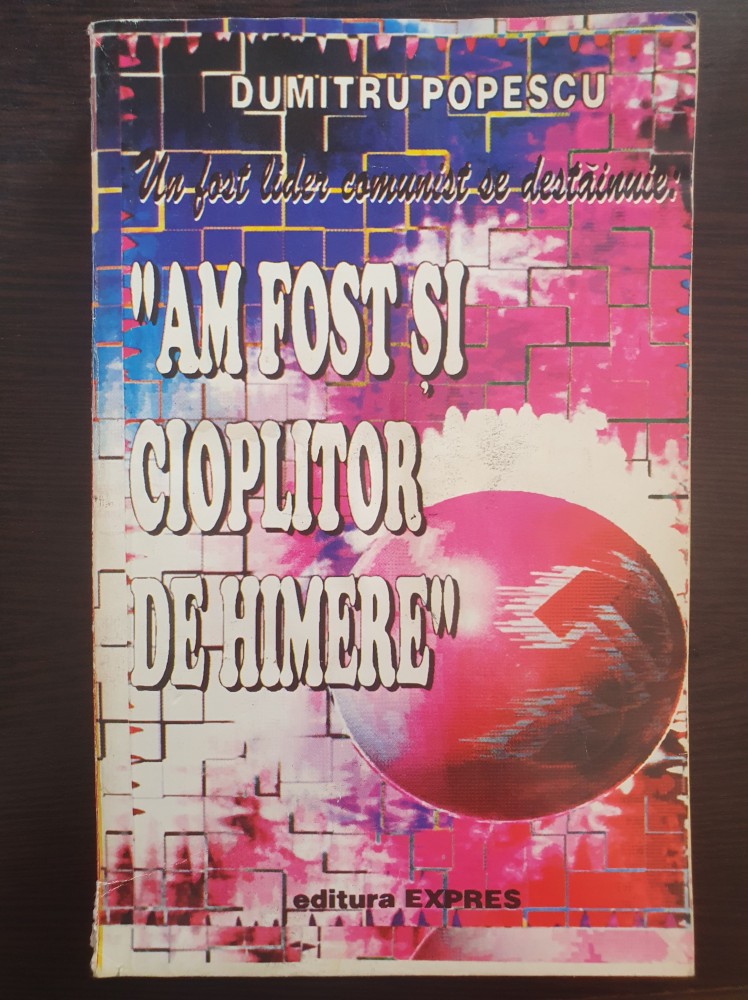 DUMITRU POPESCU
Un fost lider comunist se destăinuie:
"AM FOST ȘI
CIOPLITOR
DE HIMERE"
editura EXPRES